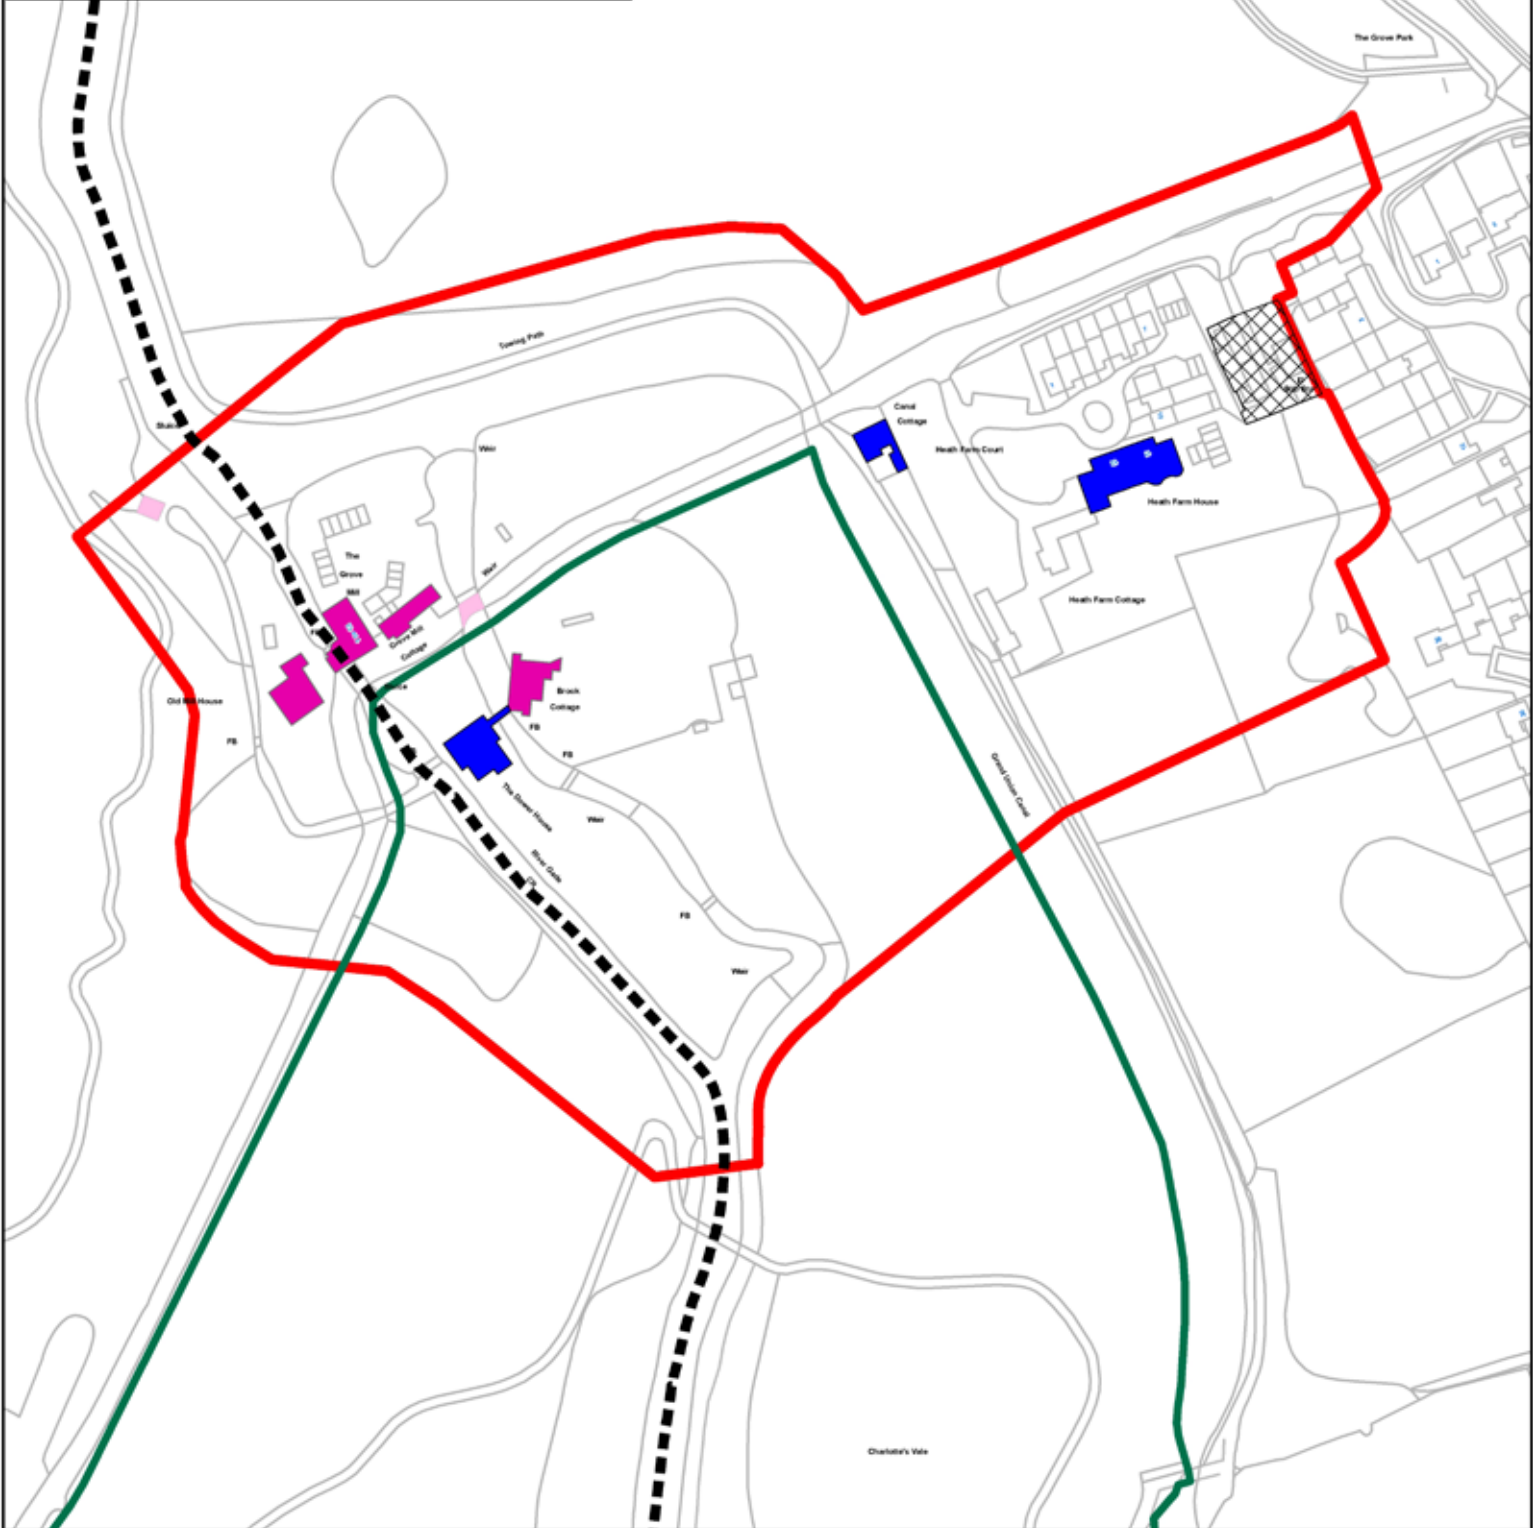 The Grove Park
Towing Path
Canal
Cottage
Heath Farm Court
Weir
Heath Farm House
The
Grove
Mill
Weir
Heath Farm Cottage
Grove Mill
Cottage
Old Mill House
Brook
Cottage
FB
FB
FB
The Dower House
Weir
Grand Union Canal
River Gade
FB
Weir
Charlotte's Vale